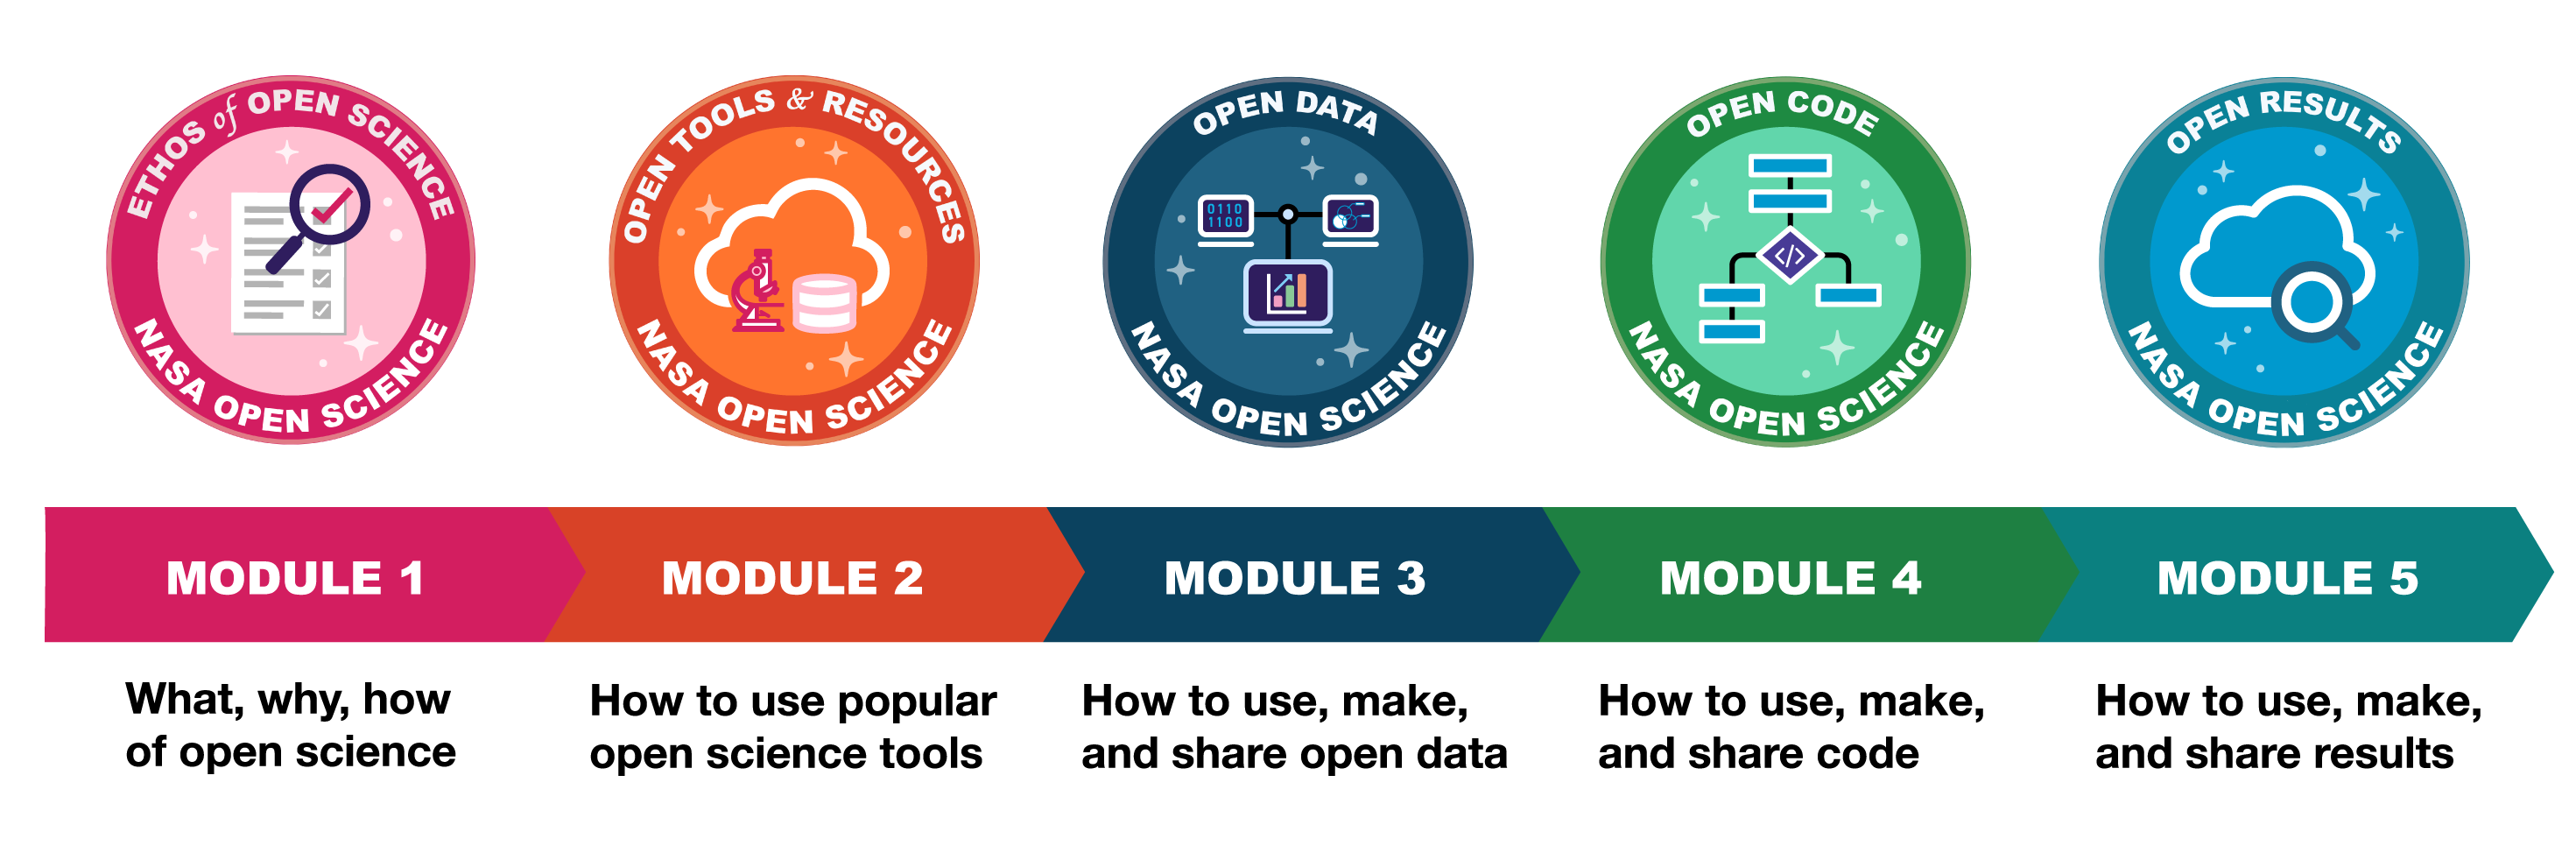 ETHOS of OPEN SCIENCE
NASA OPEN SCIENCE
OPEN TOOLS & RESOURCES
NASA OPEN SCIENCE
OPEN DATA
0110
1100
NASA OPEN SCIENCE
OPEN CODE
</>
NASA OPEN SCIENCE
OPEN RESULTS
NASA OPEN SCIENCE
MODULE 1
MODULE 2
MODULE 3
MODULE 4
MODULE 5
What, why, how
of open science
How to use popular
open science tools
How to use, make,
and share open data
How to use, make,
and share code
How to use, make,
and share results